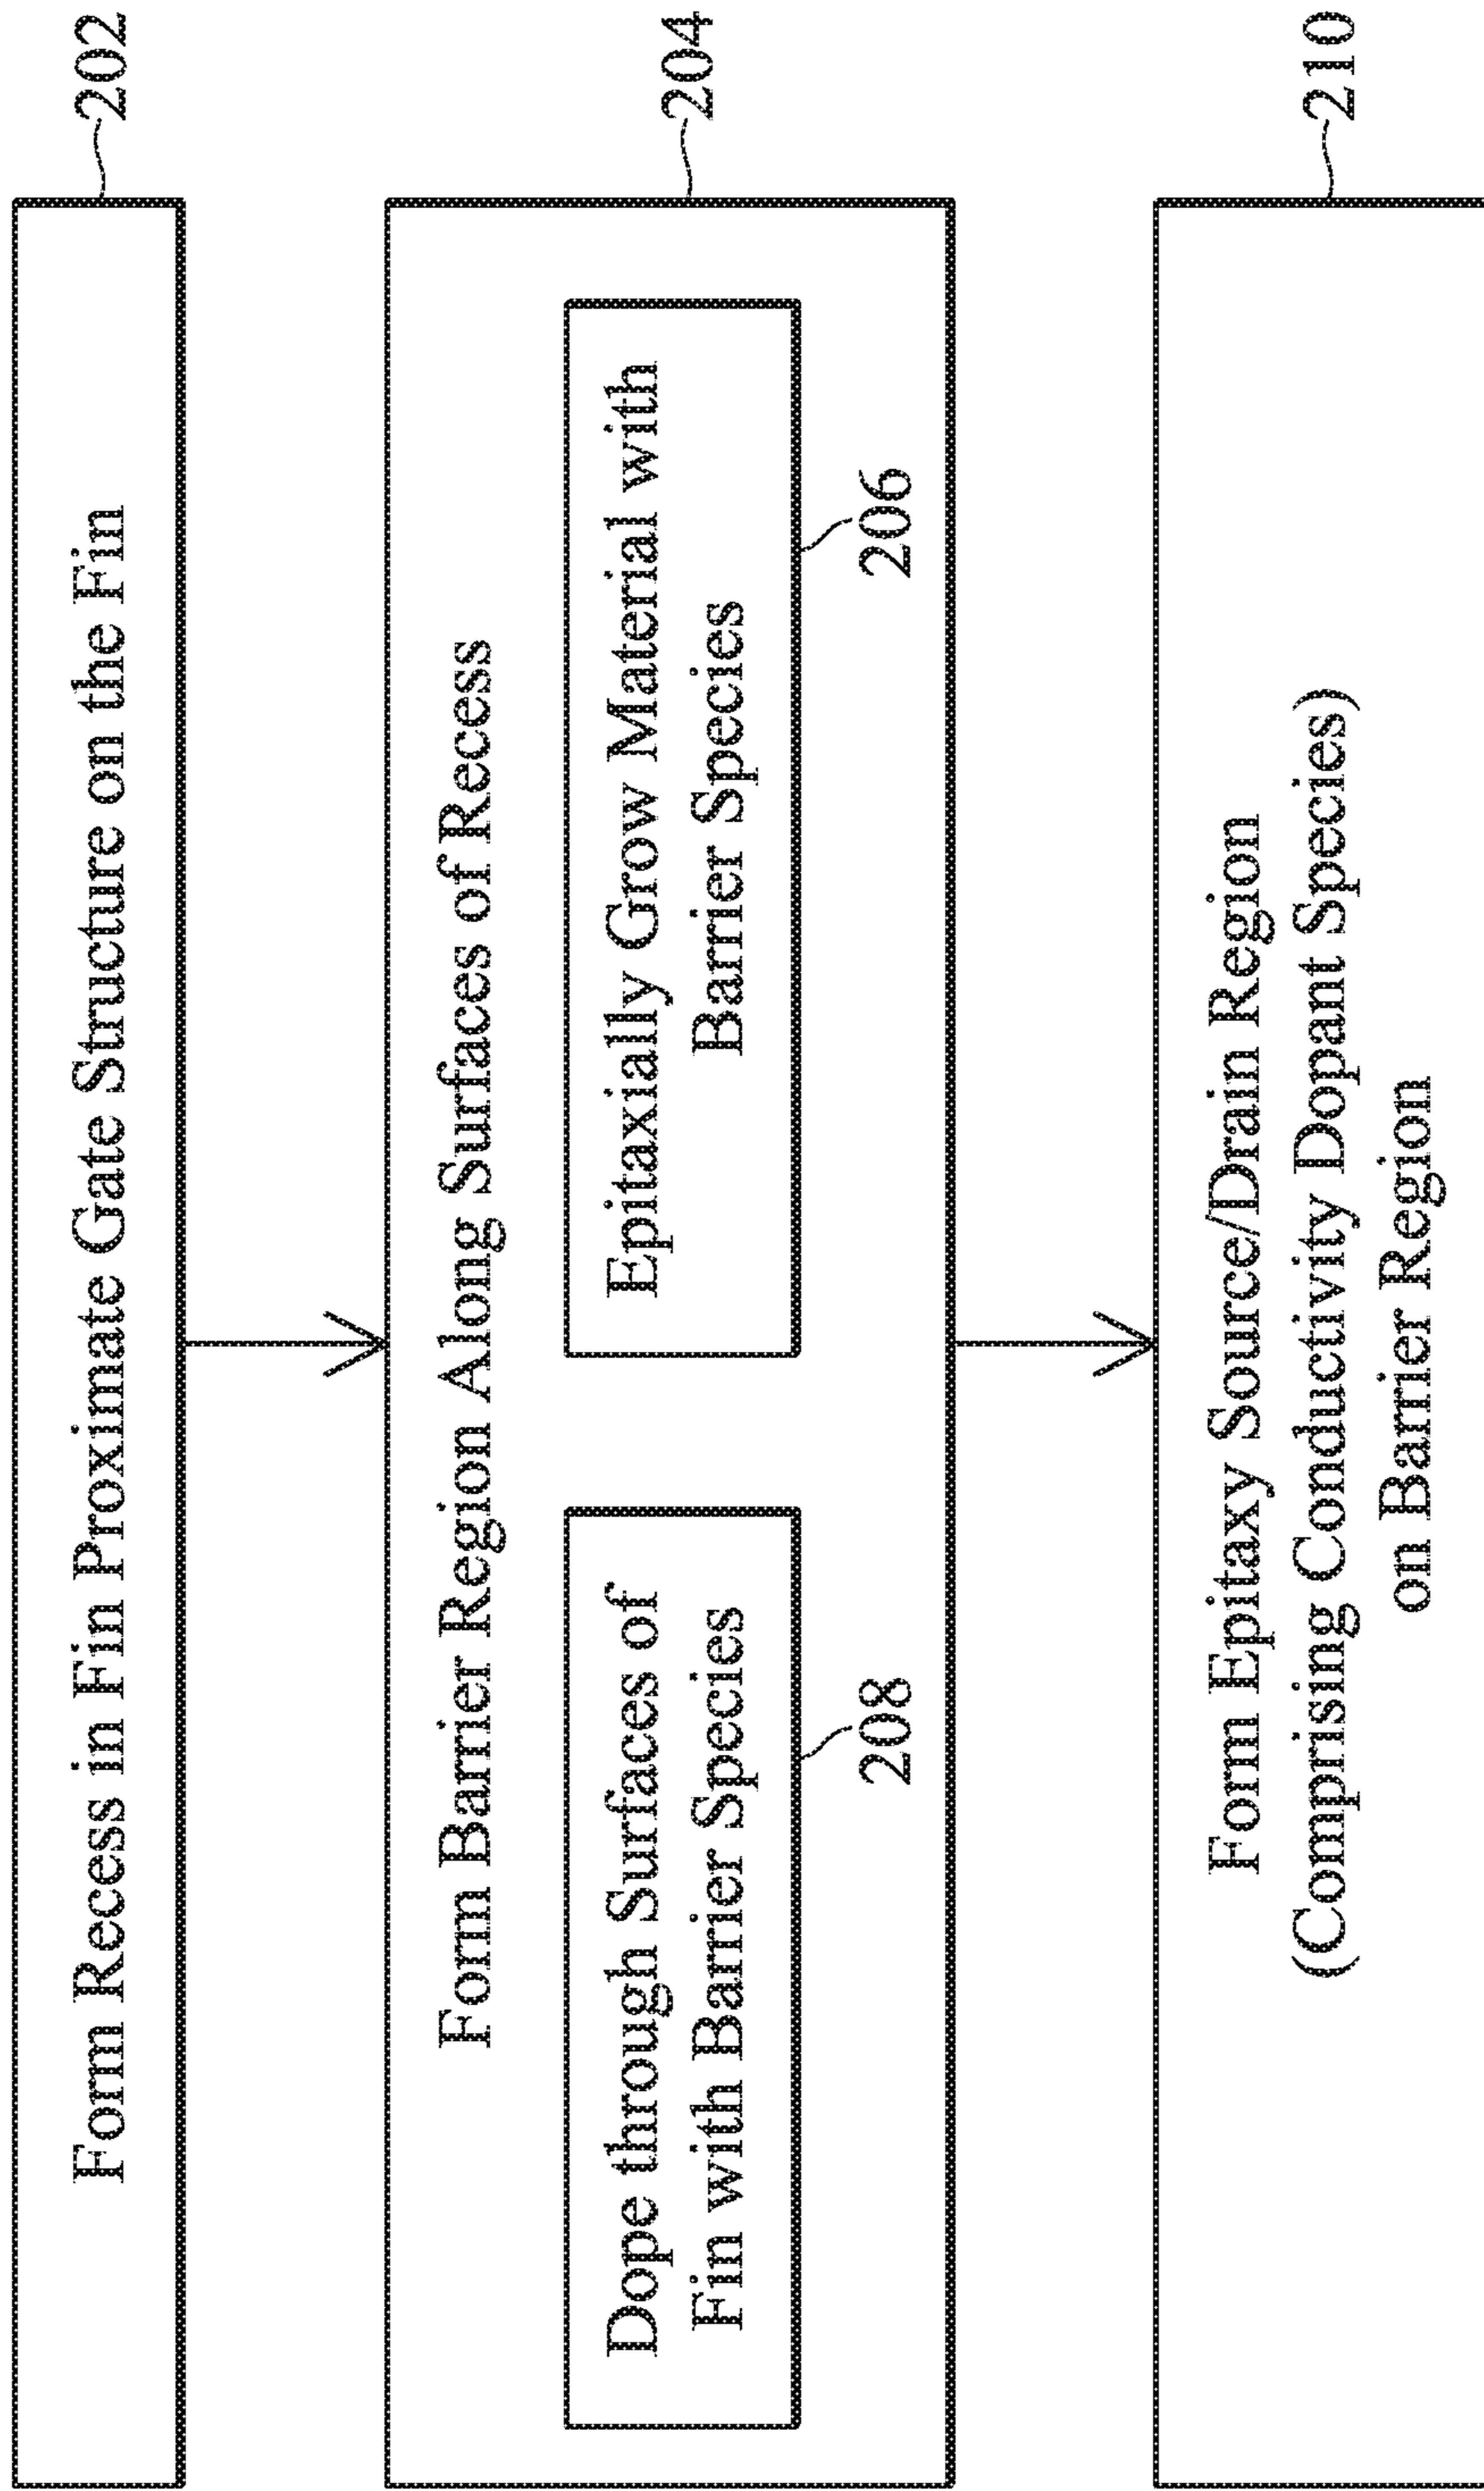 Form Recess in Fin Proximate Gate Structure on the Fin
202
Form Barrier Region Along Surfaces of Recess
204
Dope through Surfaces of
Fin with Barrier Species
208
Epitaxially Grow Material with
Barrier Species
206
Form Epitaxy Source/Drain Region
(Comprising Conductivity Dopant Species)
on Barrier Region
210